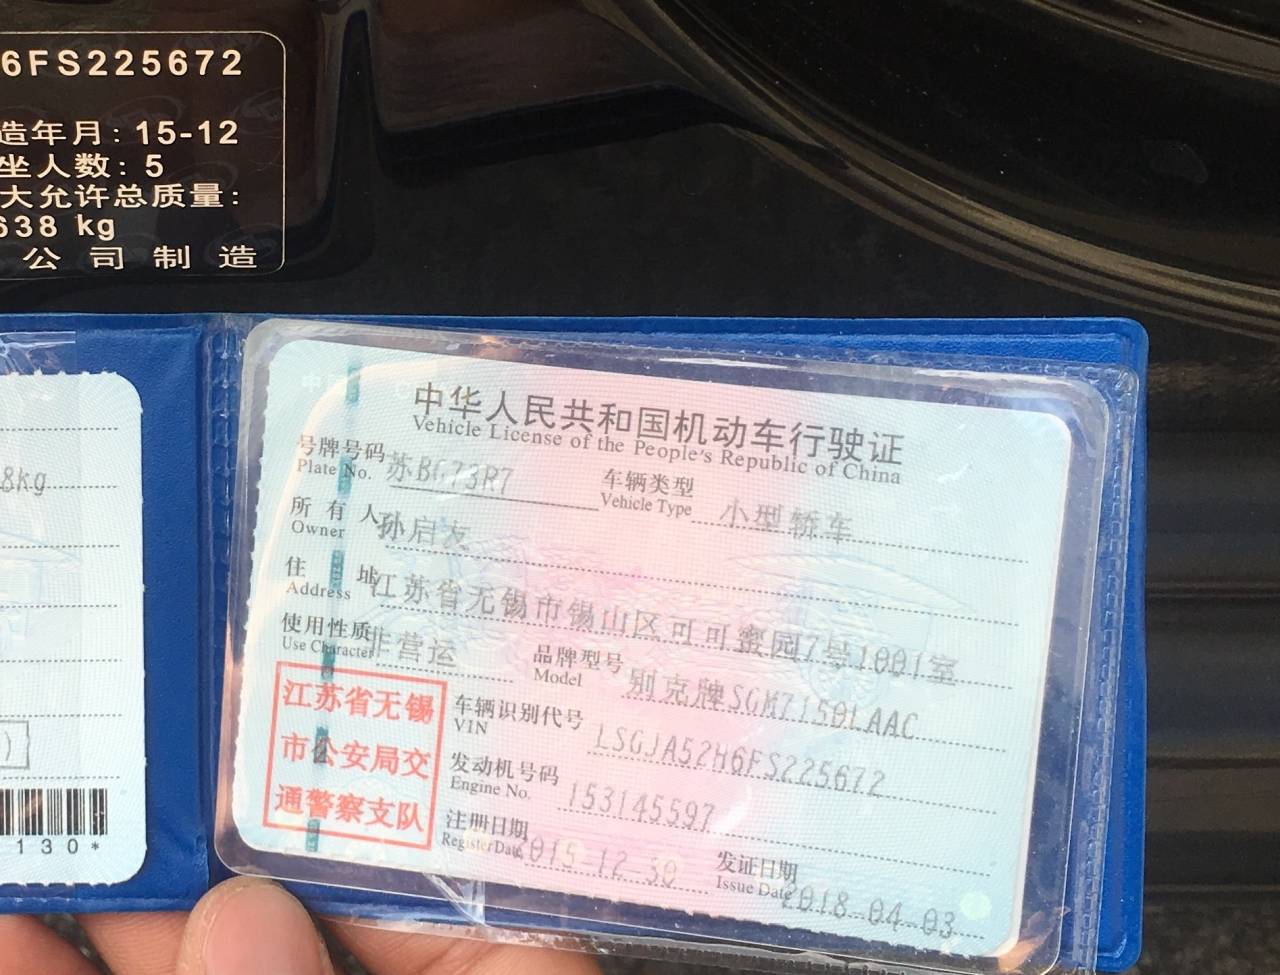 6FS225672
造年月: 15-12
坐人数: 5
大允许总质量:
638 kg
公司制造
8kg
130*
中华人民共和国机动车行驶证
Vehicle License of the People's Republic of China
号牌号码 苏BG73R7 车辆类型 小型轿车
Plate No. Vehicle Type
所有人 孙启友
Owner
住址 江苏省无锡市锡山区可可蜜园7号1001室
Address
使用性质 非营运 品牌型号 别克牌SGM7150LAAC
Use Character Model
车辆识别代号 LSGJA52H6FS225672
VIN
发动机号码 153145597
Engine No.
注册日期 2015-12-30 发证日期 2018-04-03
Register Date Issue Date
江苏省无锡
市公安局交
通警察支队